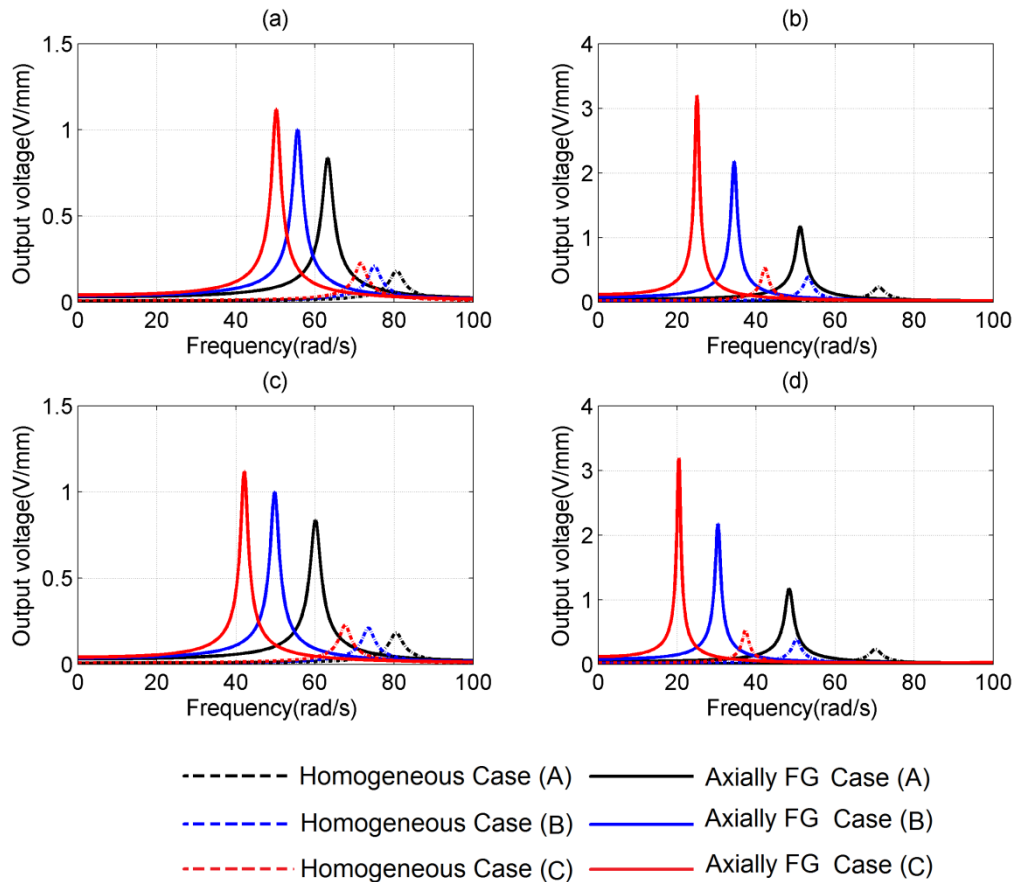 (a)
Output voltage(V/mm)
1.5
1
0.5
0
0 20 40 60 80 100
Frequency(rad/s)
(b)
Output voltage(V/mm)
4
3
2
1
0
0 20 40 60 80 100
Frequency(rad/s)
(c)
Output voltage(V/mm)
1.5
1
0.5
0
0 20 40 60 80 100
Frequency(rad/s)
(d)
Output voltage(V/mm)
4
3
2
1
0
0 20 40 60 80 100
Frequency(rad/s)
Homogeneous Case (A) Axially FG Case (A)
Homogeneous Case (B) Axially FG Case (B)
Homogeneous Case (C) Axially FG Case (C)